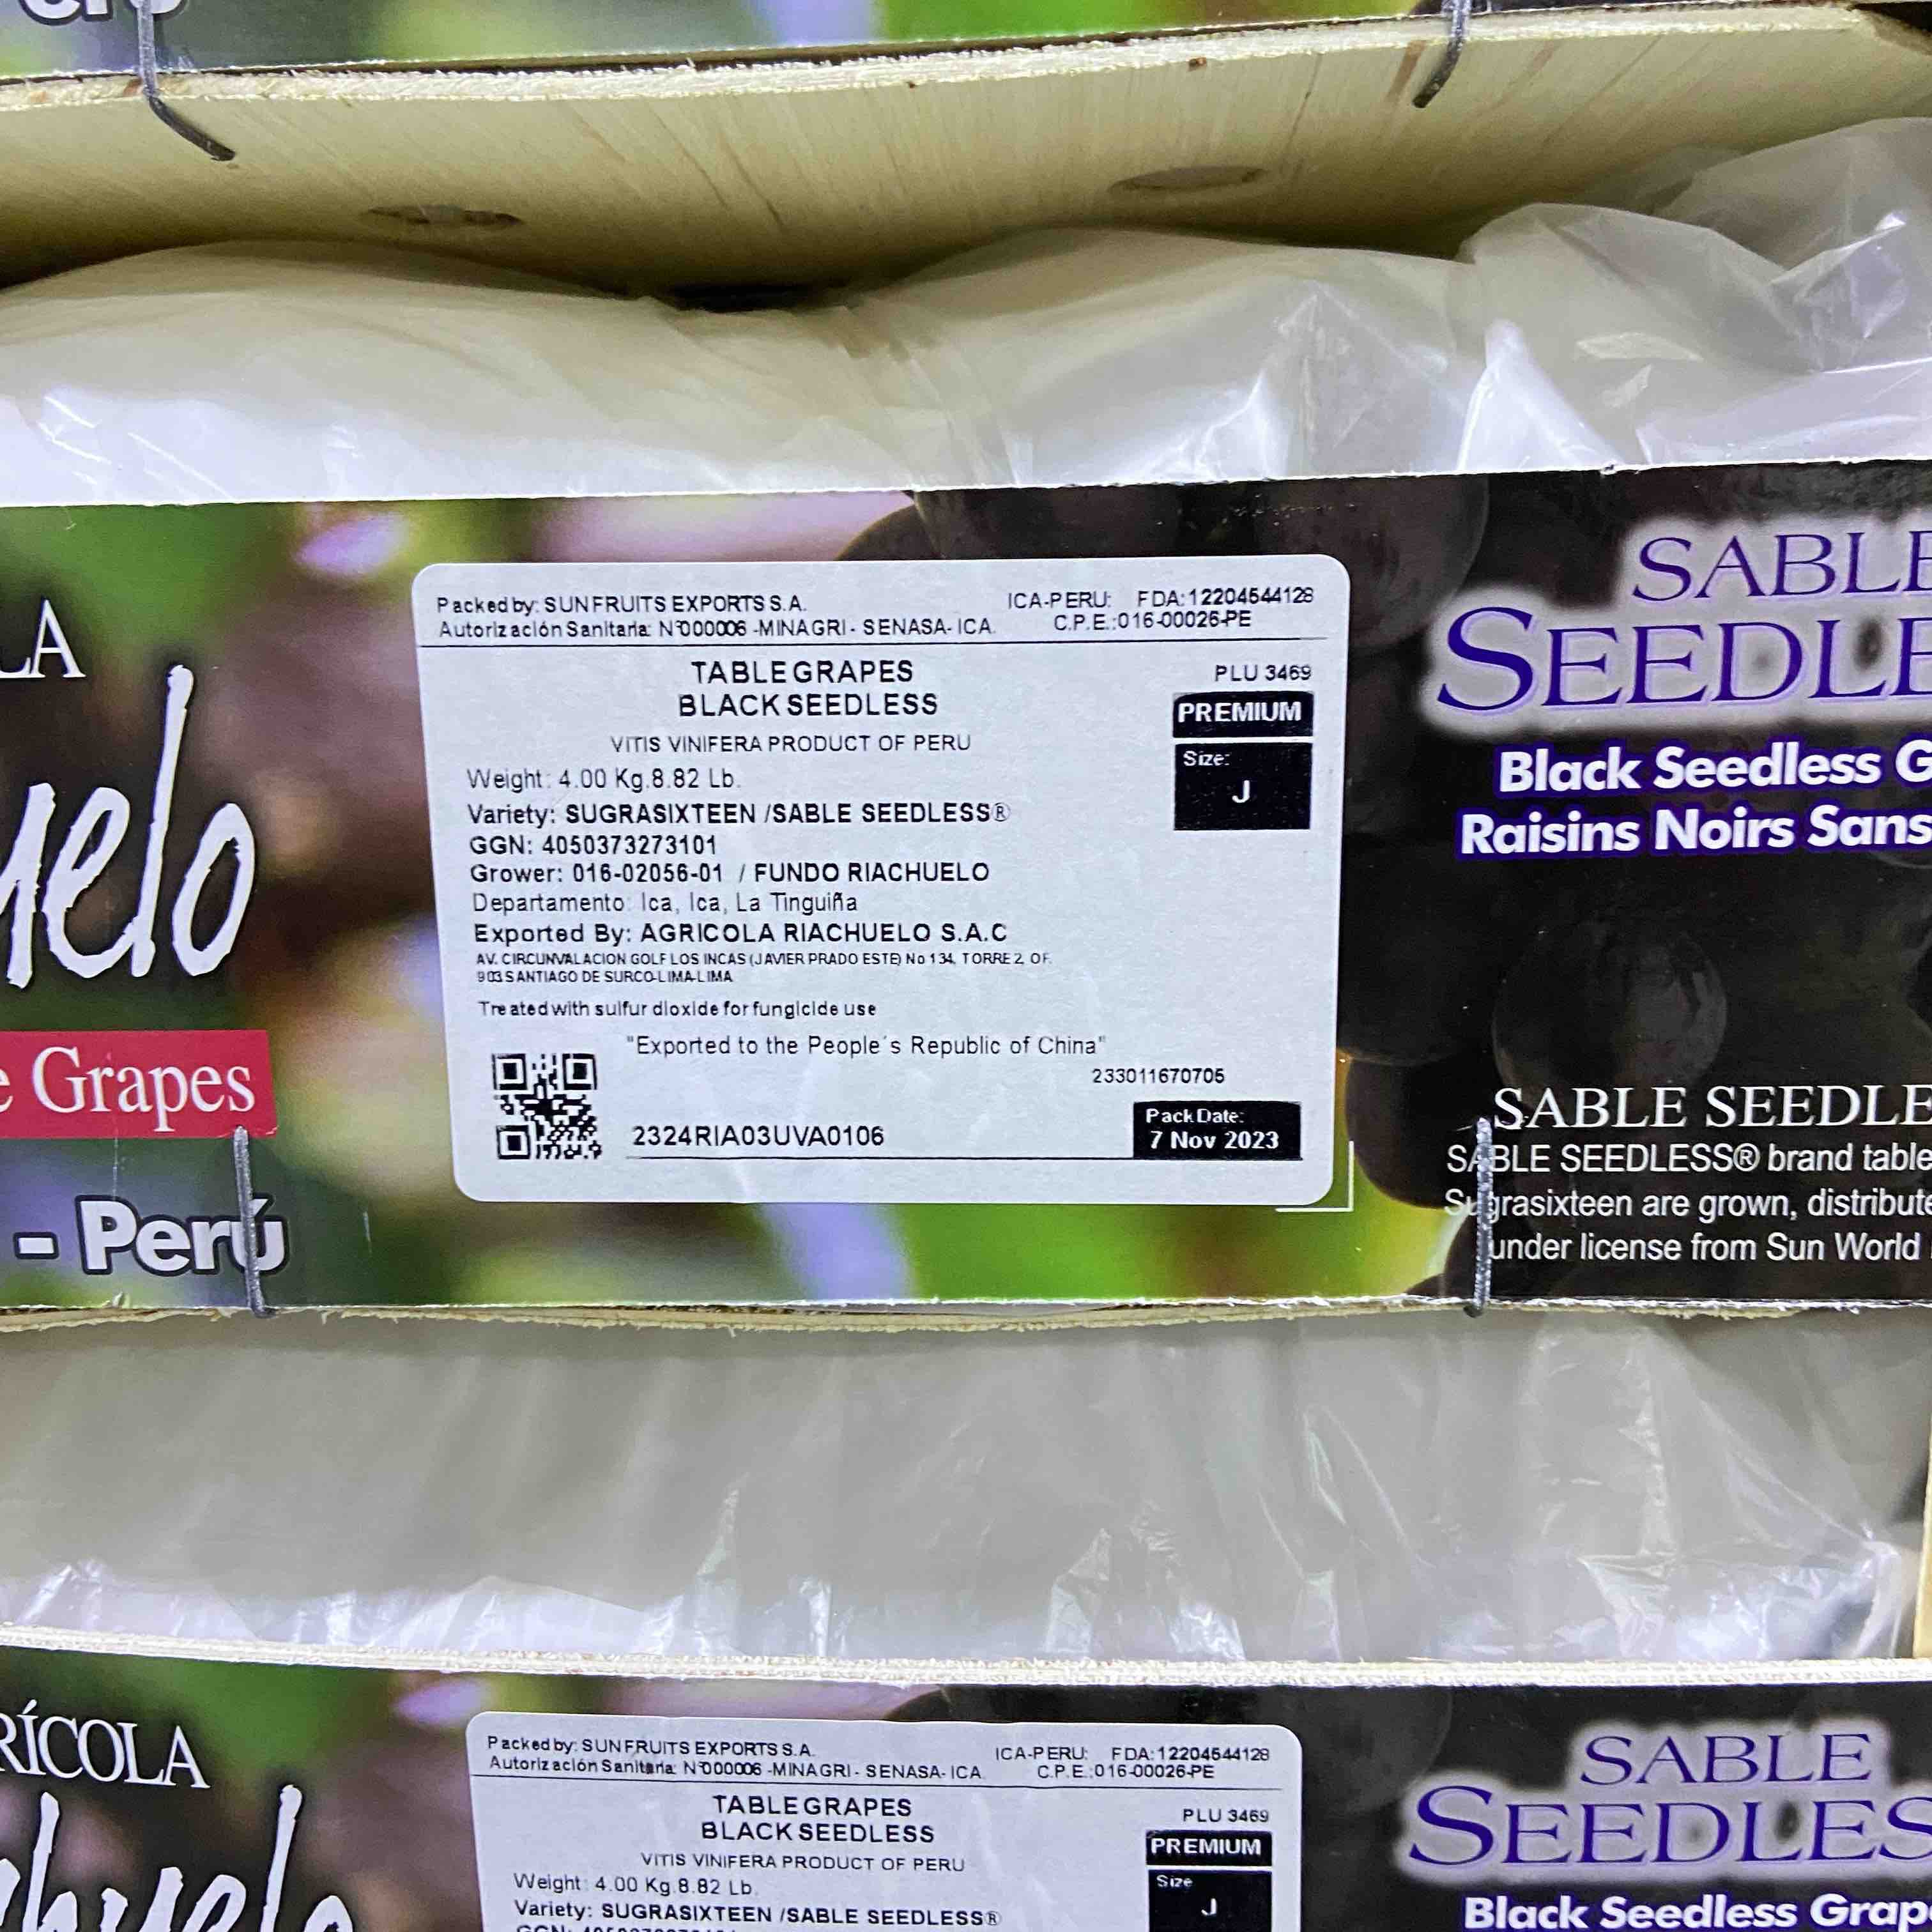 LA
uelo
e Grapes
- Perú
Packed by: SUN FRUITS EXPORTS S.A.
ICA-PERU: FDA:12204544128
Autorización Sanitaria: Nº000006 -MINAGRI - SENASA- ICA.
C.P.E.:016-00026-PE
TABLE GRAPES
BLACK SEEDLESS
PLU 3469
PREMIUM
VITIS VINIFERA PRODUCT OF PERU
Size:
J
Weight: 4.00 Kg.8.82 Lb.
Variety: SUGRASIXTEEN /SABLE SEEDLESS®
GGN: 4050373273101
Grower: 016-02056-01 / FUNDO RIACHUELO
Departamento: Ica, Ica, La Tinguiña
Exported By: AGRICOLA RIACHUELO S.A.C
AV. CIRCUNVALACION GOLF LOS INCAS (JAVIER PRADO ESTE) No 134, TORRE 2, OF.
903 SANTIAGO DE SURCO-LIMA-LIMA
Treated with sulfur dioxide for fungicide use
"Exported to the People´s Republic of China"
233011670705
2324RIA03UVA0106
Pack Date:
7 Nov 2023
SABLE
SEEDLE
Black Seedless G
Raisins Noirs Sans
SABLE SEEDLE
SABLE SEEDLESS® brand table
Sugrasixteen are grown, distribute
under license from Sun World
RÍCOLA
chuelo
Packed by: SUN FRUITS EXPORTS S.A.
ICA-PERU: FDA:12204544128
Autorización Sanitaria: Nº000006 -MINAGRI - SENASA- ICA.
C.P.E.:016-00026-PE
TABLE GRAPES
BLACK SEEDLESS
PLU 3469
PREMIUM
VITIS VINIFERA PRODUCT OF PERU
Size
J
Weight: 4.00 Kg.8.82 Lb.
Variety: SUGRASIXTEEN /SABLE SEEDLESS®
SABLE
SEEDLES
Black Seedless Grap